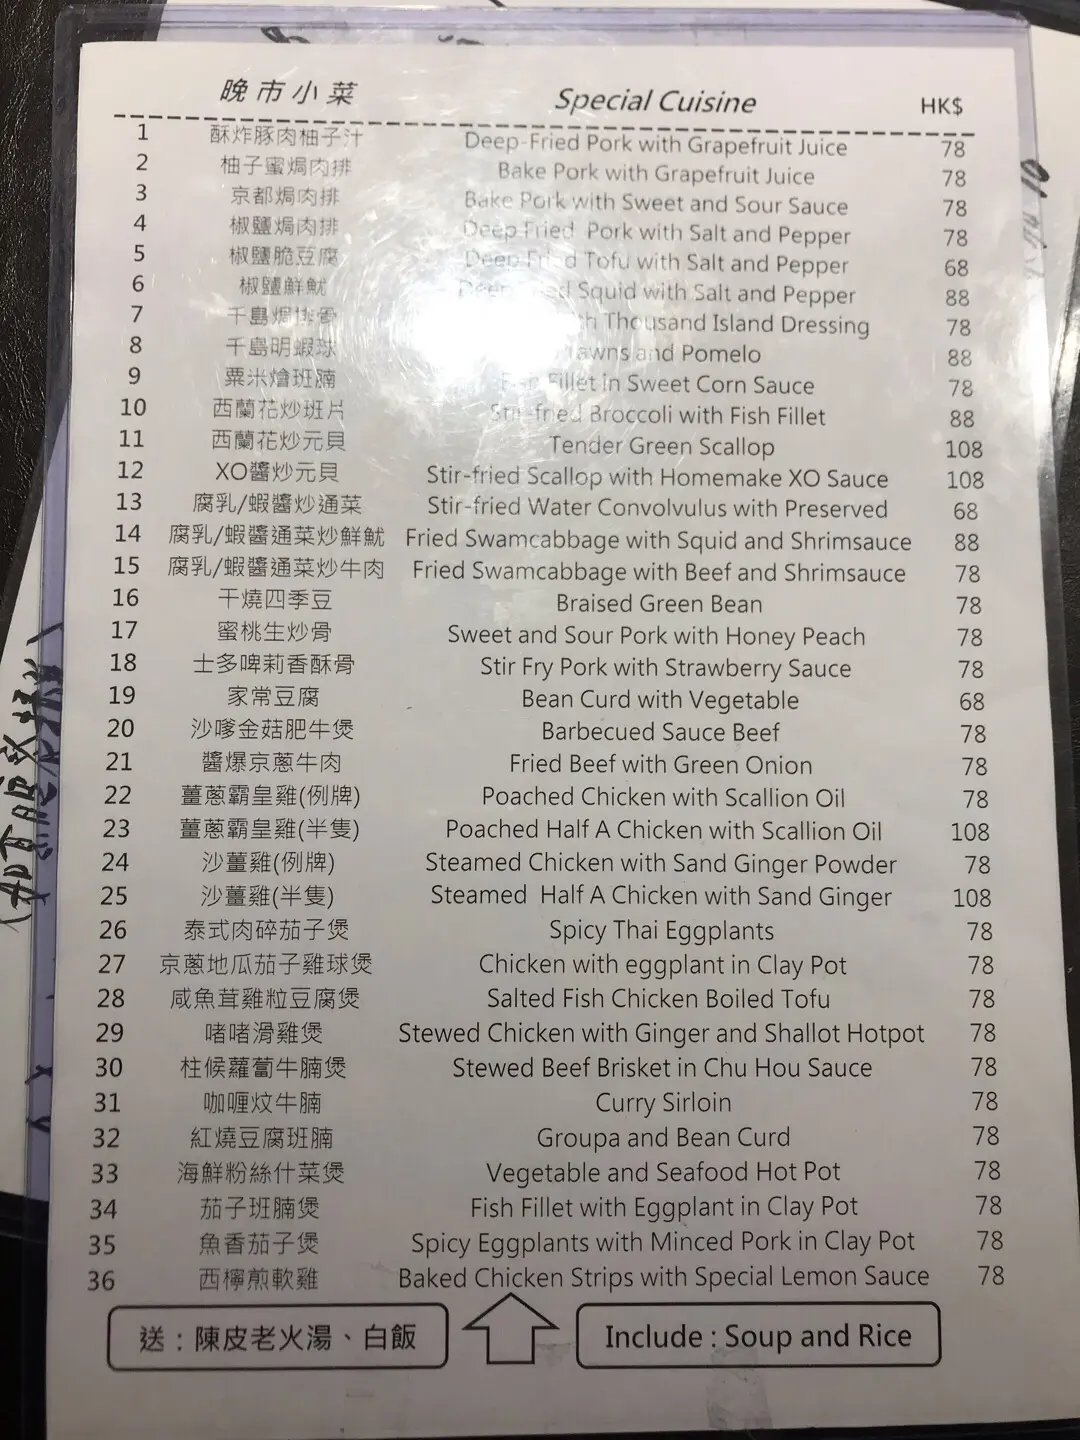 晚市小菜 Special Cuisine HK$
1 酥炸豚肉柚子汁 Deep-Fried Pork with Grapefruit Juice 78
2 柚子蜜焗肉排 Bake Pork with Grapefruit Juice 78
3 京都焗肉排 Bake Pork with Sweet and Sour Sauce 78
4 椒鹽焗肉排 Deep Fried Pork with Salt and Pepper 78
5 椒鹽脆豆腐 Deep Fried Tofu with Salt and Pepper 68
6 椒鹽鮮魷 Deep Fried Squid with Salt and Pepper 88
7 千島焗排骨 Thousand Island Dressing 78
8 千島明蝦球 and Pomelo 88
9 粟米燴班腩 Fish Fillet in Sweet Corn Sauce 78
10 西蘭花炒班片 Stir-fried Broccoli with Fish Fillet 88
11 西蘭花炒元貝 Tender Green Scallop 108
12 XO醬炒元貝 Stir-fried Scallop with Homemake XO Sauce 108
13 腐乳/蝦醬炒通菜 Stir-fried Water Convolvulus with Preserved 68
14 腐乳/蝦醬通菜炒鮮魷 Fried Swamcabbage with Squid and Shrimsauce 88
15 腐乳/蝦醬通菜炒牛肉 Fried Swamcabbage with Beef and Shrimsauce 78
16 干燒四季豆 Braised Green Bean 78
17 蜜桃生炒骨 Sweet and Sour Pork with Honey Peach 78
18 士多啤莉香酥骨 Stir Fry Pork with Strawberry Sauce 78
19 家常豆腐 Bean Curd with Vegetable 68
20 沙嗲金菇肥牛煲 Barbecued Sauce Beef 78
21 醬爆京蔥牛肉 Fried Beef with Green Onion 78
22 薑蔥霸皇雞(例牌) Poached Chicken with Scallion Oil 78
23 薑蔥霸皇雞(半隻) Poached Half A Chicken with Scallion Oil 108
24 沙薑雞(例牌) Steamed Chicken with Sand Ginger Powder 78
25 沙薑雞(半隻) Steamed Half A Chicken with Sand Ginger 108
26 泰式肉碎茄子煲 Spicy Thai Eggplants 78
27 京蔥地瓜茄子雞球煲 Chicken with eggplant in Clay Pot 78
28 咸魚茸雞粒豆腐煲 Salted Fish Chicken Boiled Tofu 78
29 啫啫滑雞煲 Stewed Chicken with Ginger and Shallot Hotpot 78
30 柱候蘿蔔牛腩煲 Stewed Beef Brisket in Chu Hou Sauce 78
31 咖喱炆牛腩 Curry Sirloin 78
32 紅燒豆腐班腩 Groupa and Bean Curd 78
33 海鮮粉絲什菜煲 Vegetable and Seafood Hot Pot 78
34 茄子班腩煲 Fish Fillet with Eggplant in Clay Pot 78
35 魚香茄子煲 Spicy Eggplants with Minced Pork in Clay Pot 78
36 西檸煎軟雞 Baked Chicken Strips with Special Lemon Sauce 78
送：陳皮老火湯、白飯 Include : Soup and Rice